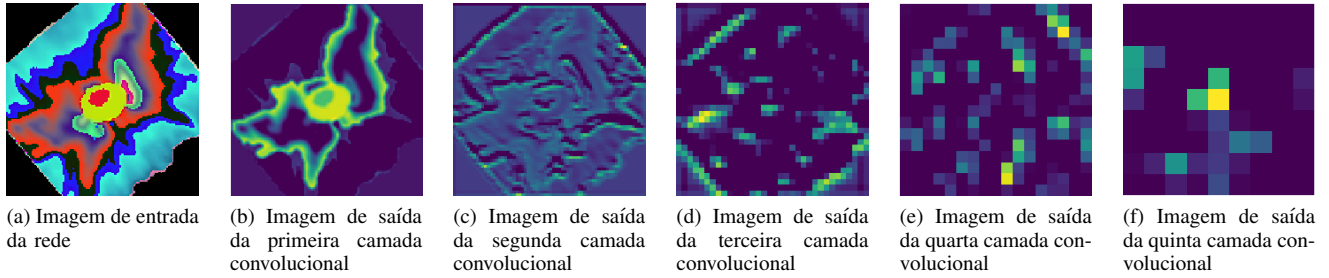 (a) Imagem de entrada
da rede
(b) Imagem de saída
da primeira camada
convolucional
(c) Imagem de saída
da segunda camada
convolucional
(d) Imagem de saída
da terceira camada
convolucional
(e) Imagem de saída
da quarta camada con-
volucional
(f) Imagem de saída
da quinta camada con-
volucional